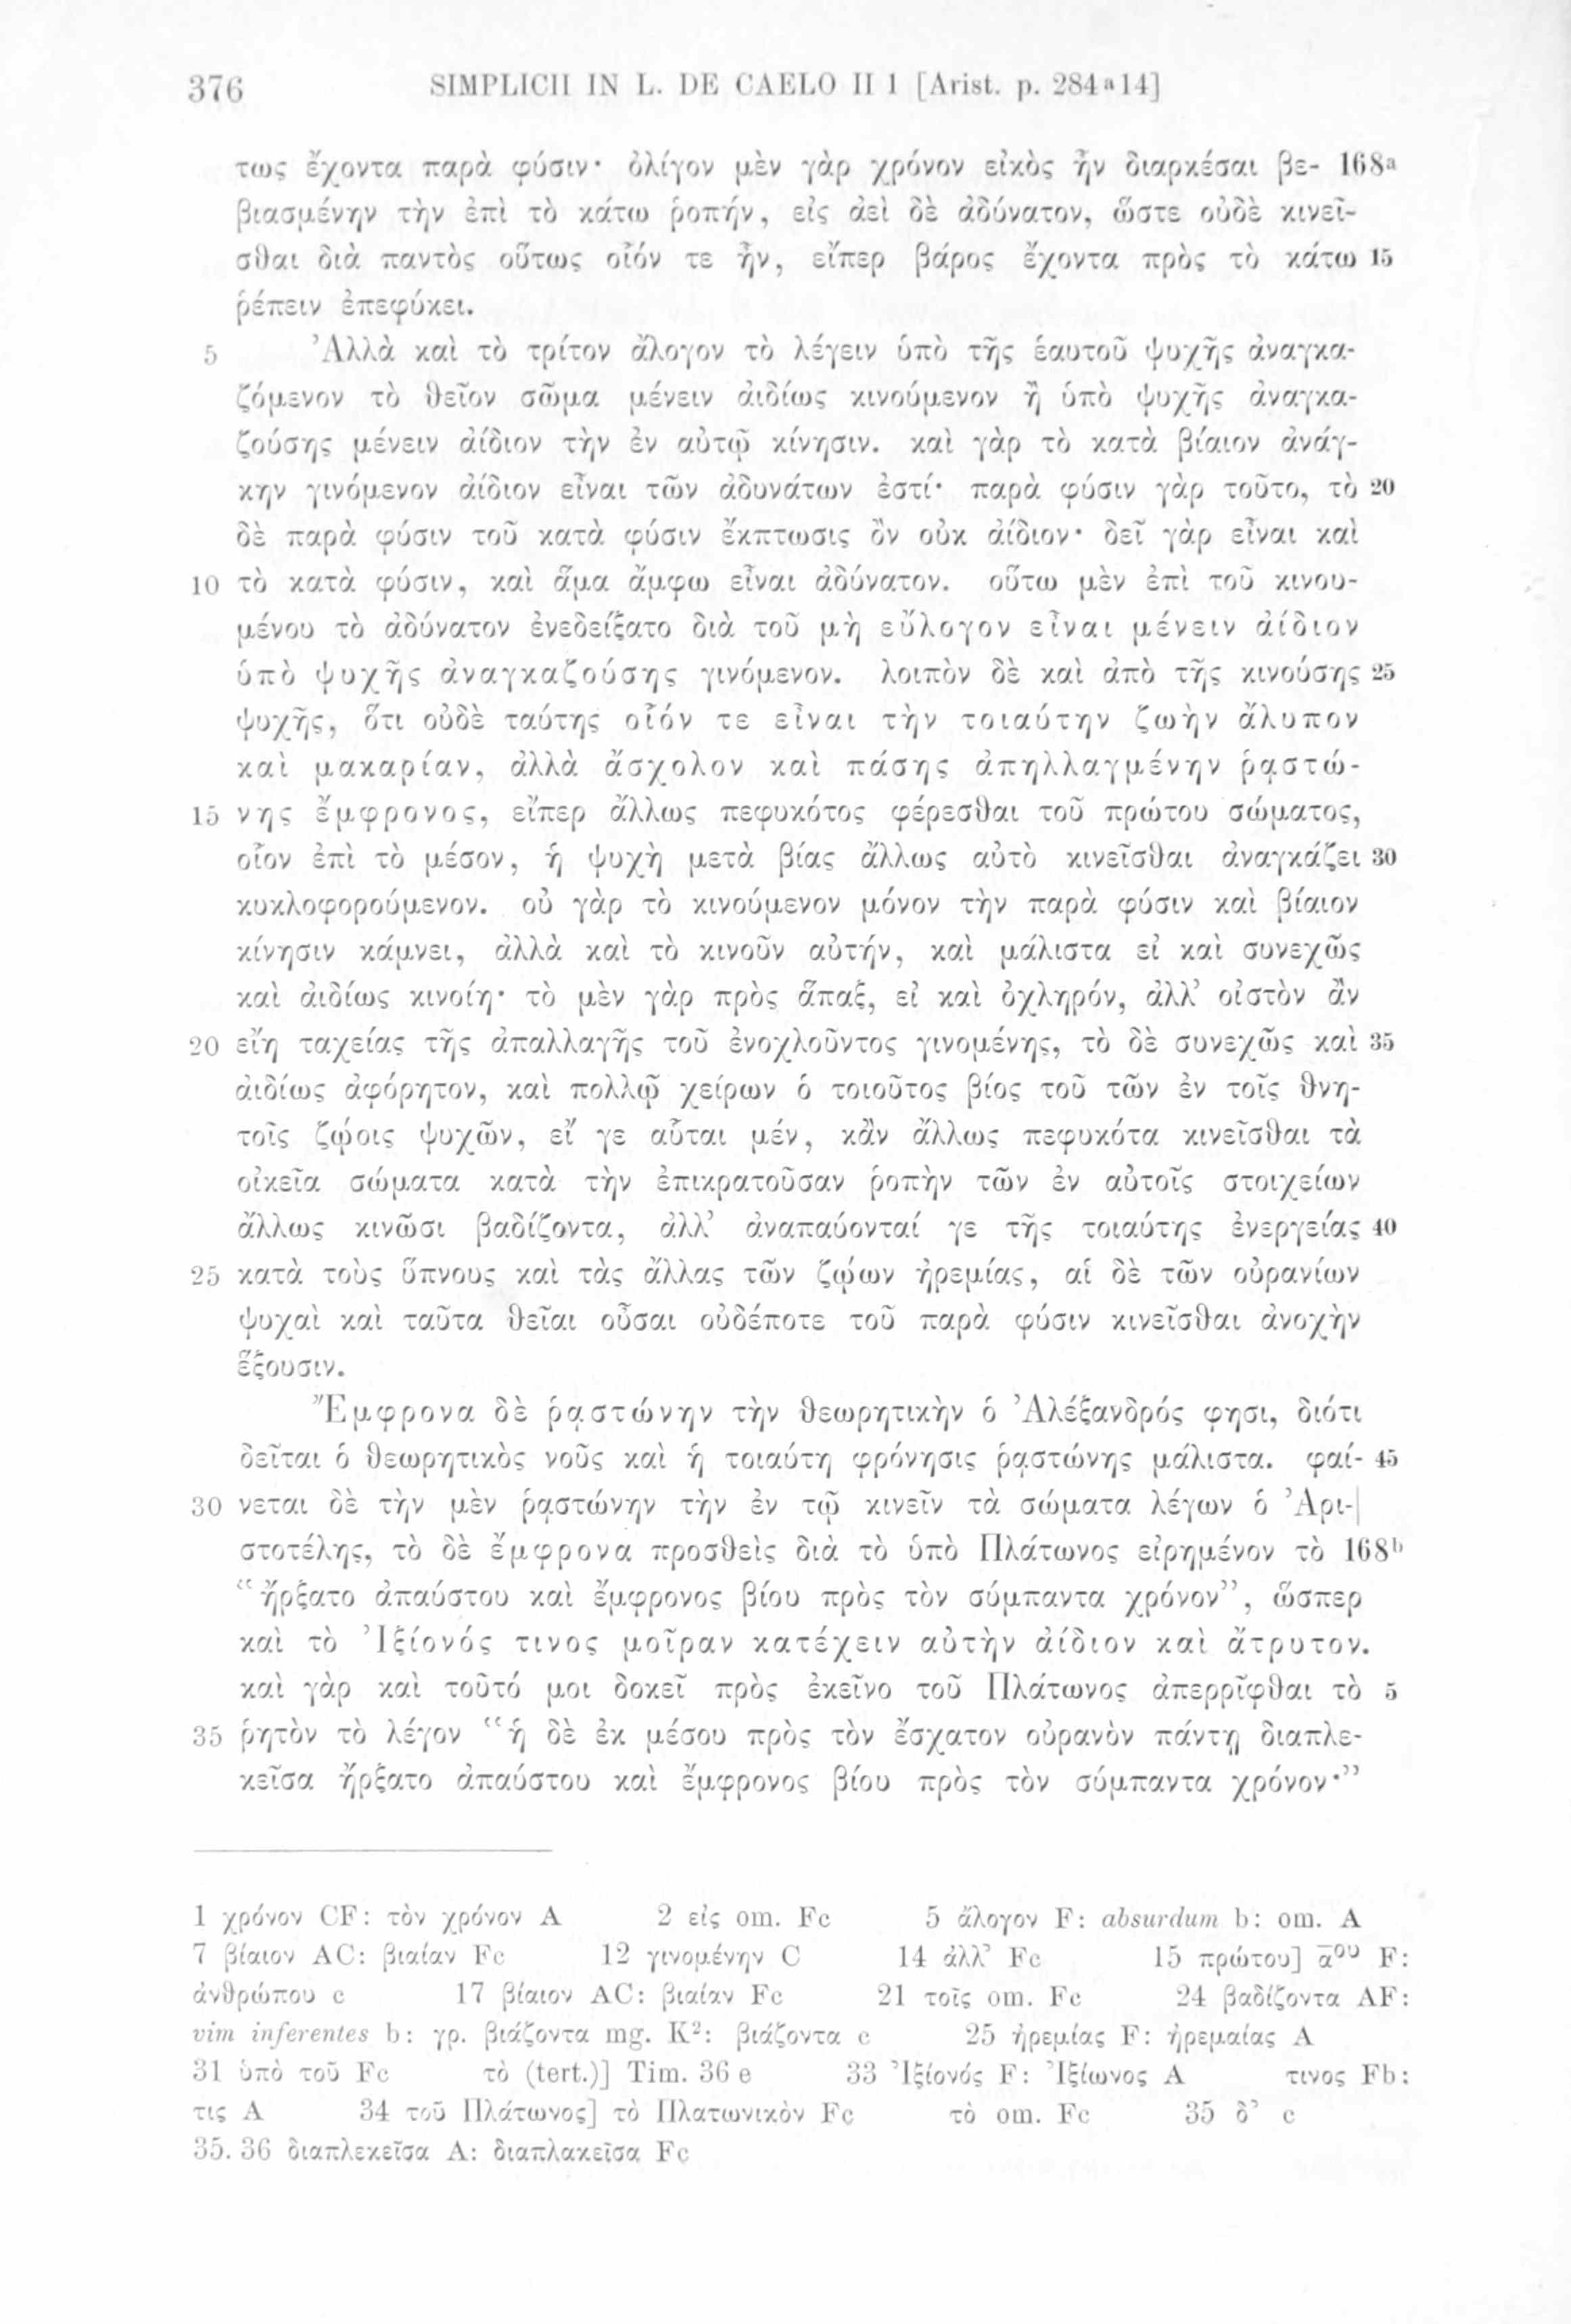 376 SIMPLICII IN L. DE CAELO II 1 [Arist. p. 284ᵃ14]
τως ἔχοντα παρὰ φύσιν· ὀλίγον μὲν γὰρ χρόνον εἰκὸς ἦν διαρκέσαι βε- 168ᵃ
βιασμένην τὴν ἐπὶ τὸ κάτω ῥοπήν, εἰς ἀεὶ δὲ ἀδύνατον, ὥστε οὐδὲ κινεῖ-
σθαι διὰ παντὸς οὕτως οἷόν τε ἦν, εἴπερ βάρος ἔχοντα πρὸς τὸ κάτω 15
ῥέπειν ἐπεφύκει.
5 Ἀλλὰ καὶ τὸ τρίτον ἄλογον τὸ λέγειν ὑπὸ τῆς ἑαυτοῦ ψυχῆς ἀναγκα-
ζόμενον τὸ θεῖον σῶμα μένειν ἀιδίως κινούμενον ἢ ὑπὸ ψυχῆς ἀναγκα-
ζούσης μένειν ἀίδιον τὴν ἐν αὐτῷ κίνησιν. καὶ γὰρ τὸ κατὰ βίαιον ἀνάγ-
κην γινόμενον ἀίδιον εἶναι τῶν ἀδυνάτων ἐστί· παρὰ φύσιν γὰρ τοῦτο, τὸ 20
δὲ παρὰ φύσιν τοῦ κατὰ φύσιν ἔκπτωσις ὂν οὐκ ἀίδιον· δεῖ γὰρ εἶναι καὶ
10 τὸ κατὰ φύσιν, καὶ ἅμα ἄμφω εἶναι ἀδύνατον. οὕτω μὲν ἐπὶ τοῦ κινου-
μένου τὸ ἀδύνατον ἐνεδείξατο διὰ τοῦ μὴ εὔλογον εἶναι μένειν ἀίδιον
ὑπὸ ψυχῆς ἀναγκαζούσης γινόμενον. λοιπὸν δὲ καὶ ἀπὸ τῆς κινούσης 25
ψυχῆς, ὅτι οὐδὲ ταύτης οἷόν τε εἶναι τὴν τοιαύτην ζωὴν ἄλυπον
καὶ μακαρίαν, ἀλλὰ ἄσχολον καὶ πάσης ἀπηλλαγμένην ῥᾳστώ-
15 νης ἔμφρονος, εἴπερ ἄλλως πεφυκότος φέρεσθαι τοῦ πρώτου σώματος,
οἷον ἐπὶ τὸ μέσον, ἡ ψυχὴ μετὰ βίας ἄλλως αὐτὸ κινεῖσθαι ἀναγκάζει 30
κυκλοφορούμενον. οὐ γὰρ τὸ κινούμενον μόνον τὴν παρὰ φύσιν καὶ βίαιον
κίνησιν κάμνει, ἀλλὰ καὶ τὸ κινοῦν αὐτήν, καὶ μάλιστα εἰ καὶ συνεχῶς
καὶ ἀιδίως κινοίη· τὸ μὲν γὰρ πρὸς ἅπαξ, εἰ καὶ ὀχληρόν, ἀλλ’ οἰστὸν ἂν
20 εἴη ταχείας τῆς ἀπαλλαγῆς τοῦ ἐνοχλοῦντος γινομένης, τὸ δὲ συνεχῶς καὶ 35
ἀιδίως ἀφόρητον, καὶ πολλῷ χείρων ὁ τοιοῦτος βίος τοῦ τῶν ἐν τοῖς θνη-
τοῖς ζῴοις ψυχῶν, εἴ γε αὗται μέν, κἂν ἄλλως πεφυκότα κινεῖσθαι τὰ
οἰκεῖα σώματα κατὰ τὴν ἐπικρατοῦσαν ῥοπὴν τῶν ἐν αὐτοῖς στοιχείων
ἄλλως κινῶσι βαδίζοντα, ἀλλ’ ἀναπαύονταί γε τῆς τοιαύτης ἐνεργείας 40
25 κατὰ τοὺς ὕπνους καὶ τὰς ἄλλας τῶν ζῴων ἠρεμίας, αἱ δὲ τῶν οὐρανίων
ψυχαὶ καὶ ταῦτα θεῖαι οὖσαι οὐδέποτε τοῦ παρὰ φύσιν κινεῖσθαι ἀνοχὴν
ἕξουσιν.
Ἔμφρονα δὲ ῥᾳστώνην τὴν θεωρητικὴν ὁ Ἀλέξανδρός φησι, διότι
δεῖται ὁ θεωρητικὸς νοῦς καὶ ἡ τοιαύτη φρόνησις ῥᾳστώνης μάλιστα. φαί- 45
30 νεται δὲ τὴν μὲν ῥᾳστώνην τὴν ἐν τῷ κινεῖν τὰ σώματα λέγων ὁ Ἀρι-|
στοτέλης, τὸ δὲ ἔμφρονα προσθεὶς διὰ τὸ ὑπὸ Πλάτωνος εἰρημένον τὸ 168ᵇ
“ἤρξατο ἀπαύστου καὶ ἔμφρονος βίου πρὸς τὸν σύμπαντα χρόνον”, ὥσπερ
καὶ τὸ Ἰξίονός τινος μοῖραν κατέχειν αὐτὴν ἀίδιον καὶ ἄτρυτον.
καὶ γὰρ καὶ τοῦτό μοι δοκεῖ πρὸς ἐκεῖνο τοῦ Πλάτωνος ἀπερρῖφθαι τὸ 5
35 ῥητὸν τὸ λέγον “ἡ δὲ ἐκ μέσου πρὸς τὸν ἔσχατον οὐρανὸν πάντῃ διαπλε-
κεῖσα ἤρξατο ἀπαύστου καὶ ἔμφρονος βίου πρὸς τὸν σύμπαντα χρόνον·”
1 χρόνον CF: τὸν χρόνον A 2 εἰς om. Fc 5 ἄλογον F: absurdum b: om. A
7 βίαιον AC: βιαίαν Fc 12 γινομένην C 14 ἀλλ’ Fc 15 πρώτου] α̅ᵒᵘ F:
ἀνθρώπου c 17 βίαιον AC: βιαίαν Fc 21 τοῖς om. Fc 24 βαδίζοντα AF:
vim inferentes b: γρ. βιάζοντα mg. K²: βιάζοντα c 25 ἠρεμίας F: ἠρεμαίας A
31 ὑπὸ τοῦ Fc τὸ (tert.)] Tim. 36 e 33 Ἰξίονός F: Ἰξίωνος A τινος Fb:
τις A 34 τοῦ Πλάτωνος] τὸ Πλατωνικὸν Fc τὸ om. Fc 35 δ’ c
35. 36 διαπλεκεῖσα A: διαπλακεῖσα Fc